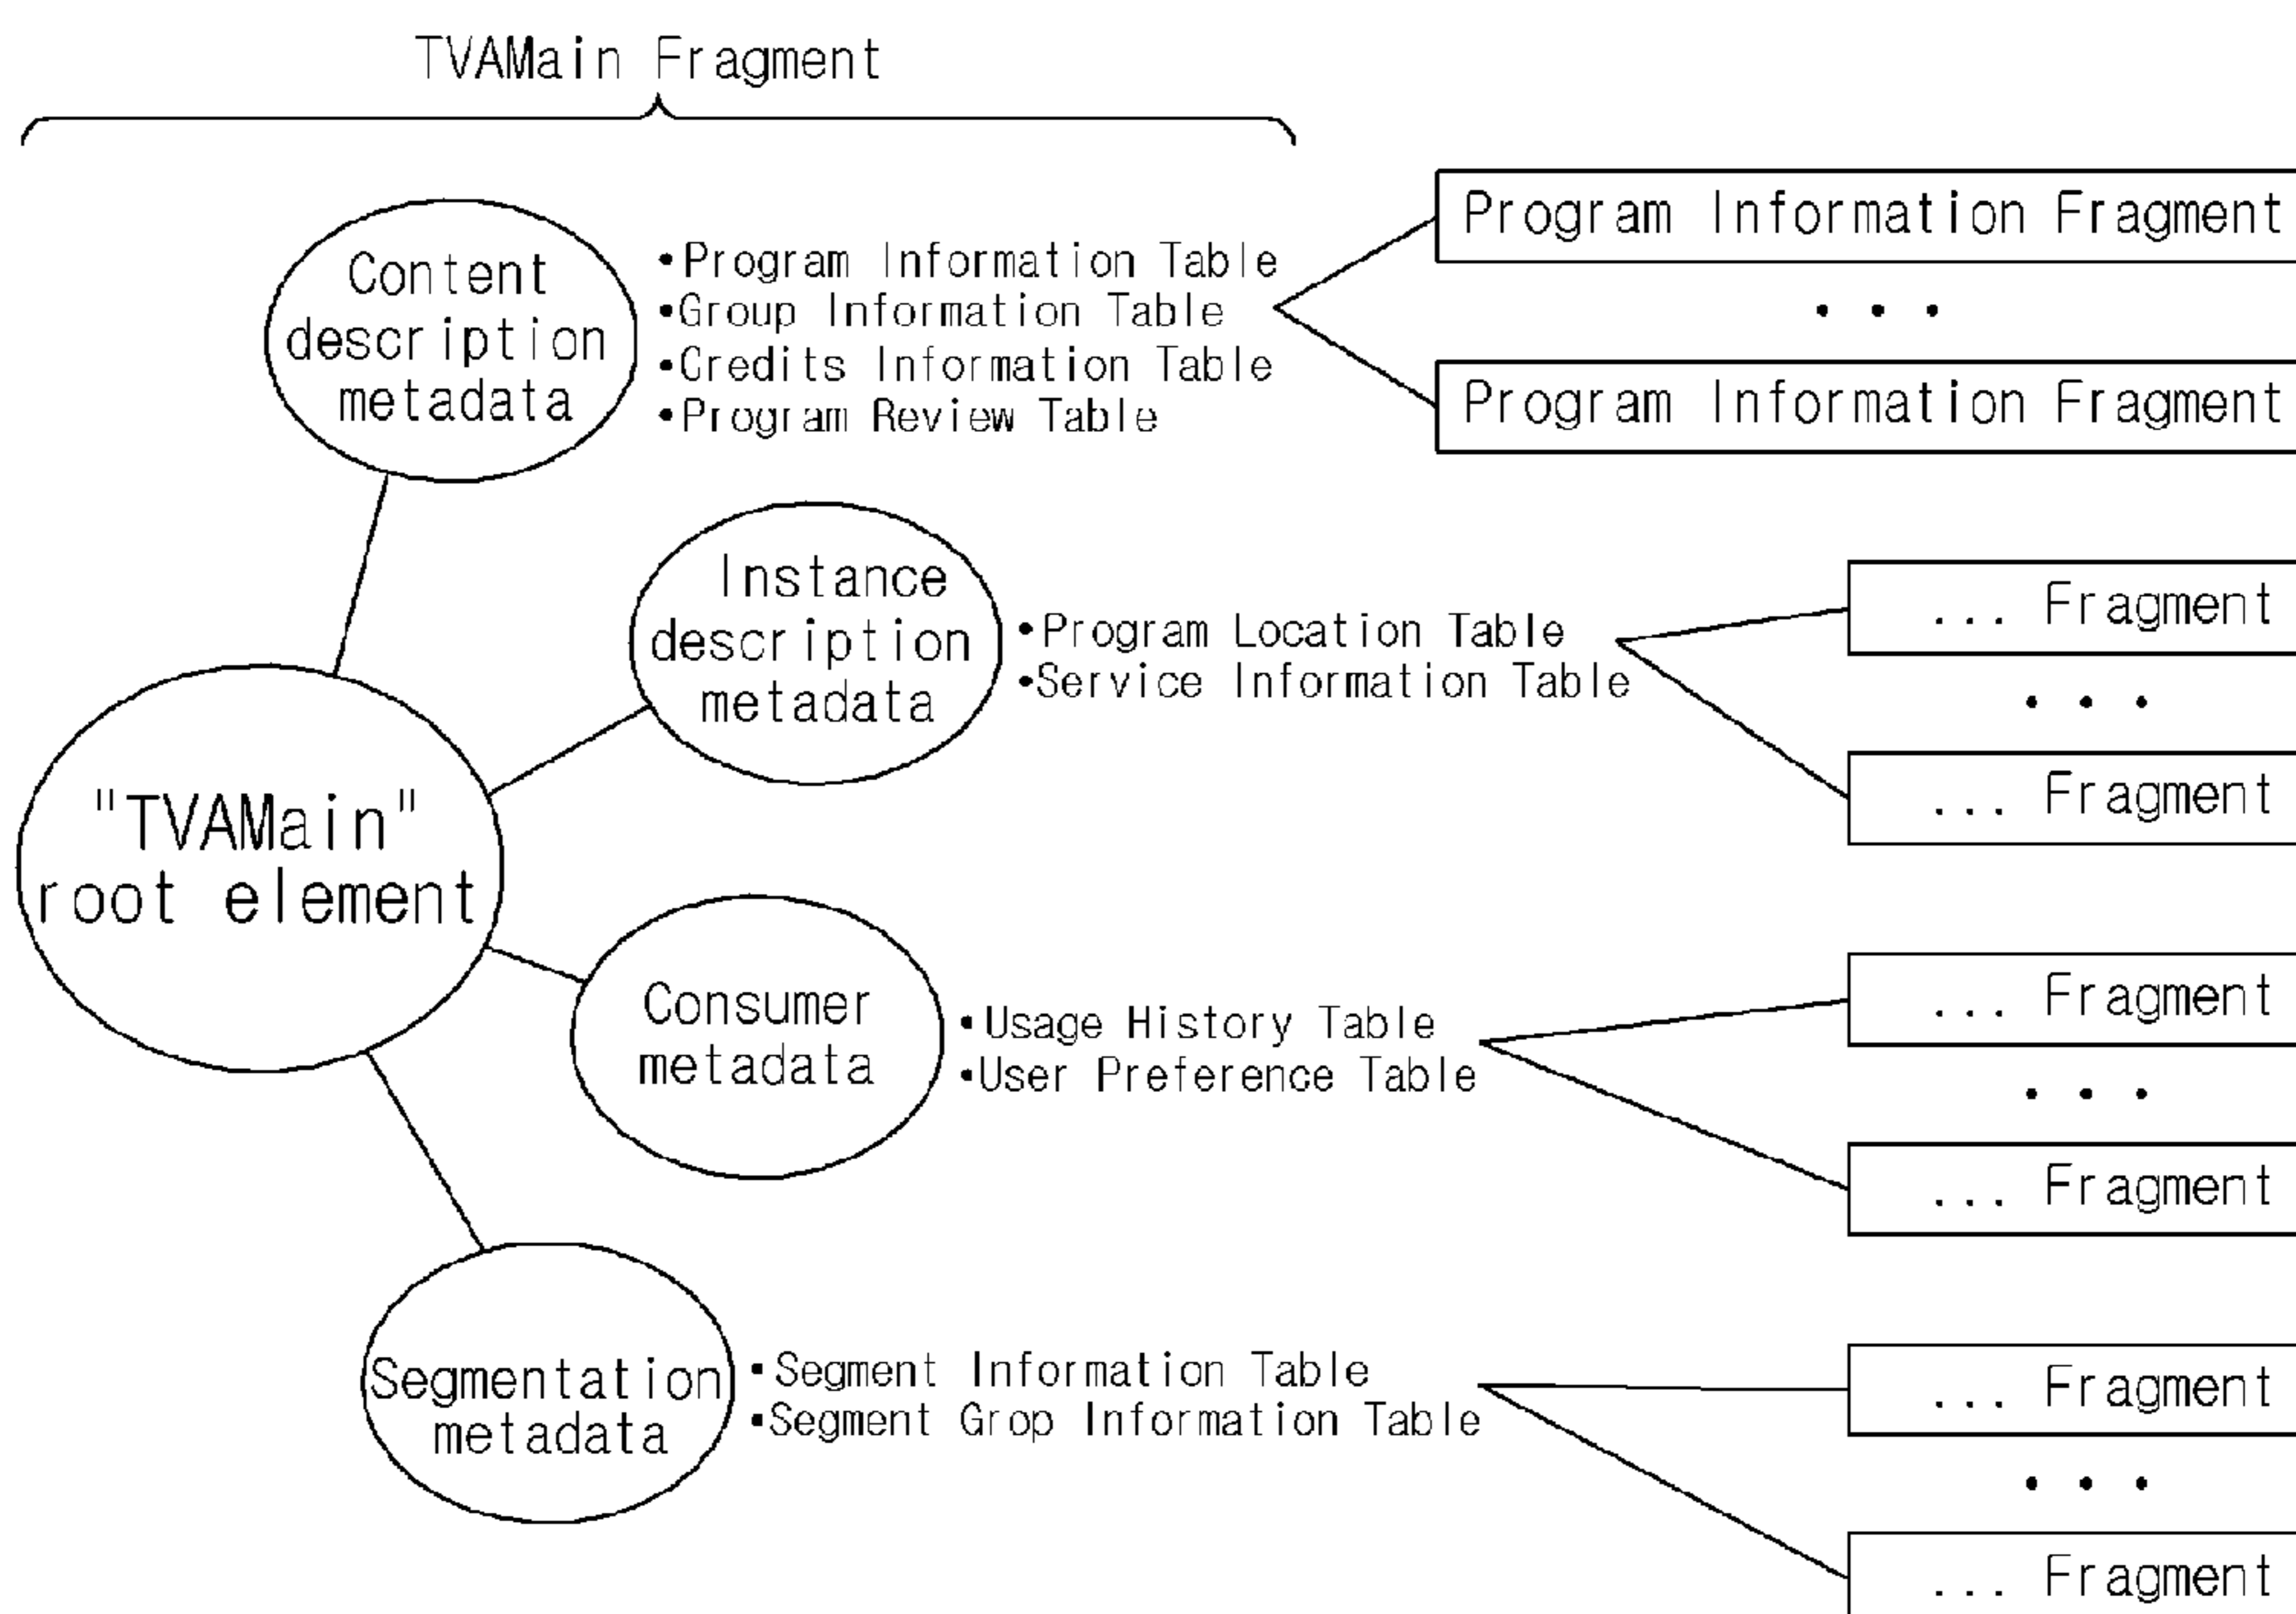 TVAMain Fragment
Content
description
metadata
•Program Information Table
•Group Information Table
•Credits Information Table
•Program Review Table
Program Information Fragment
. . .
Program Information Fragment
Instance
description
metadata
•Program Location Table
•Service Information Table
... Fragment
. . .
... Fragment
"TVAMain"
root element
Consumer
metadata
•Usage History Table
•User Preference Table
... Fragment
. . .
... Fragment
Segmentation
metadata
•Segment Information Table
•Segment Grop Information Table
... Fragment
. . .
... Fragment